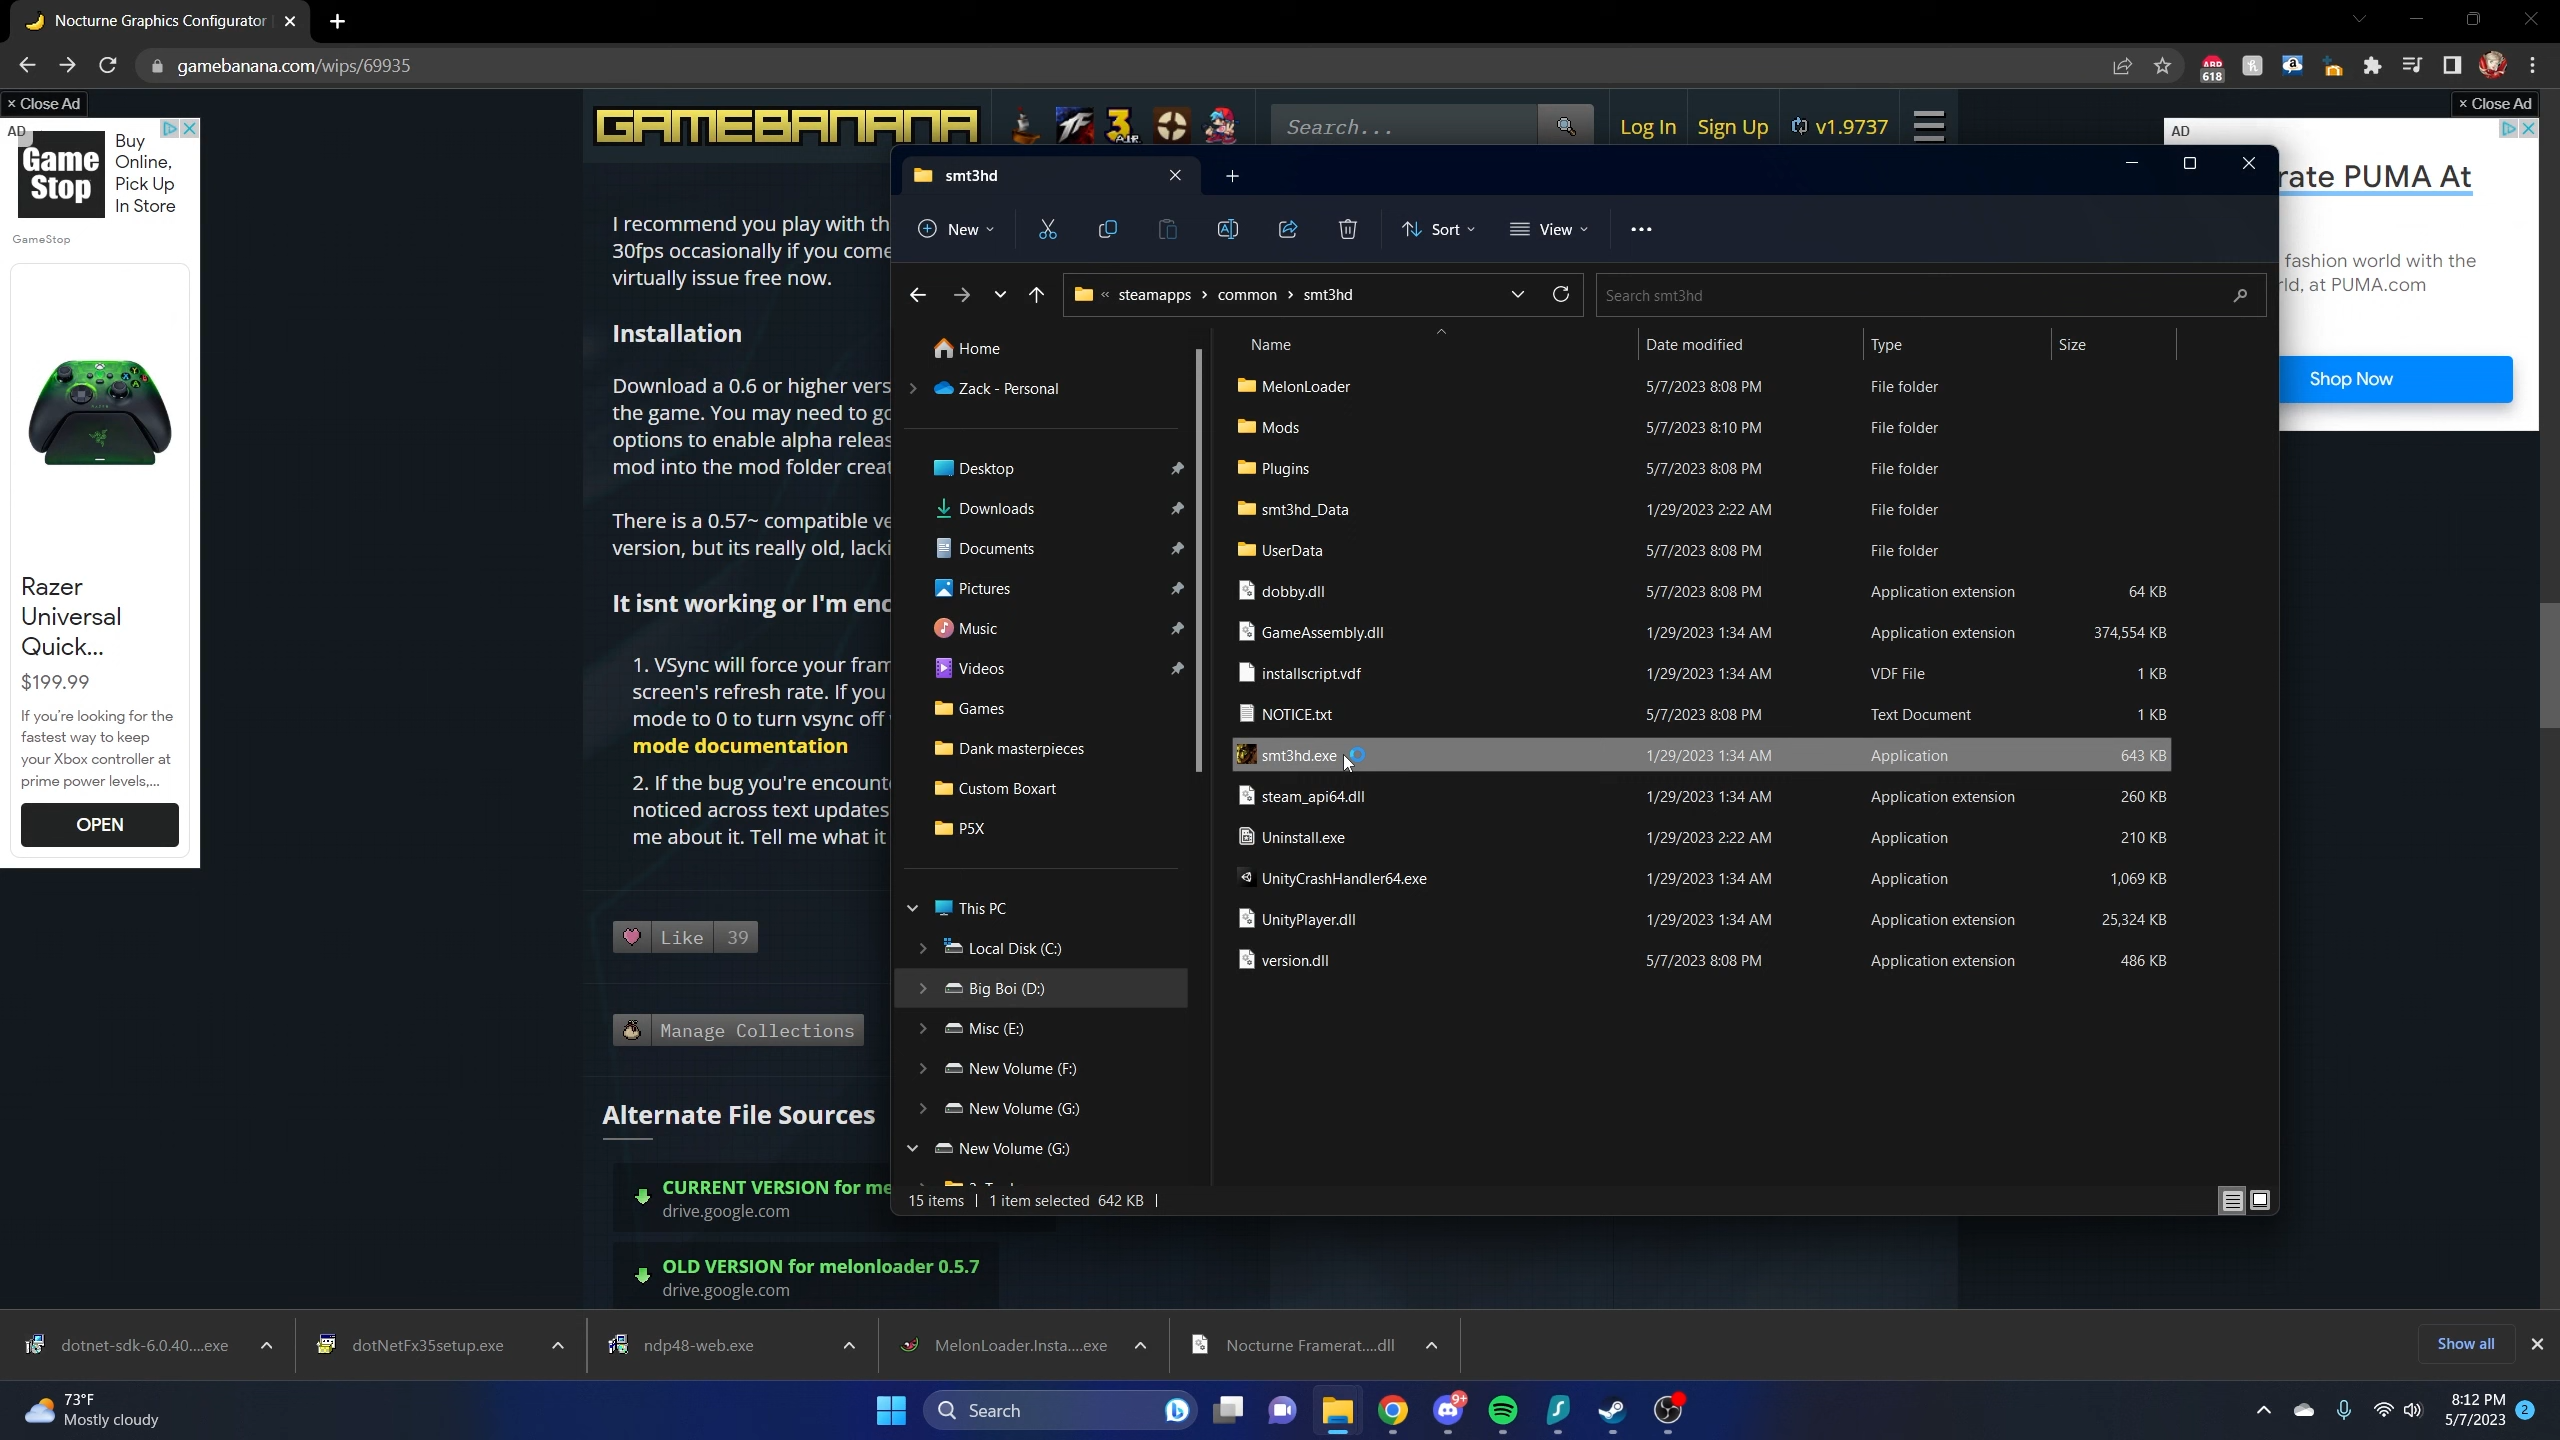 Nocturne Graphics Configurator
gamebanana.com/wips/69935
ABP
618
× Close Ad
× Close Ad
AD
Game
Stop
Buy
Online,
Pick Up
In Store
GameStop
Razer
Universal
Quick...
$199.99
If you're looking for the
fastest way to keep
your Xbox controller at
prime power levels,...
OPEN
GAMEBANANA
Search...
Log In
Sign Up
v1.9737
AD
rate PUMA At
fashion world with the
rld, at PUMA.com
Shop Now
I recommend you play with th
30fps occasionally if you come
virtually issue free now.
Installation
Download a 0.6 or higher vers
the game. You may need to go
options to enable alpha releas
mod into the mod folder creat
There is a 0.57~ compatible ve
version, but its really old, lacki
It isnt working or I'm enc
1. VSync will force your fram
screen's refresh rate. If you
mode to 0 to turn vsync off
mode documentation
2. If the bug you're encount
noticed across text updates
me about it. Tell me what it
Like 39
Manage Collections
Alternate File Sources
CURRENT VERSION for me
drive.google.com
OLD VERSION for melonloader 0.5.7
drive.google.com
smt3hd
New
Sort
View
« steamapps › common › smt3hd
Search smt3hd
Home
Zack - Personal
Desktop
Downloads
Documents
Pictures
Music
Videos
Games
Dank masterpieces
Custom Boxart
P5X
This PC
Local Disk (C:)
Big Boi (D:)
Misc (E:)
New Volume (F:)
New Volume (G:)
New Volume (G:)
Name Date modified Type Size
MelonLoader 5/7/2023 8:08 PM File folder
Mods 5/7/2023 8:10 PM File folder
Plugins 5/7/2023 8:08 PM File folder
smt3hd_Data 1/29/2023 2:22 AM File folder
UserData 5/7/2023 8:08 PM File folder
dobby.dll 5/7/2023 8:08 PM Application extension 64 KB
GameAssembly.dll 1/29/2023 1:34 AM Application extension 374,554 KB
installscript.vdf 1/29/2023 1:34 AM VDF File 1 KB
NOTICE.txt 5/7/2023 8:08 PM Text Document 1 KB
smt3hd.exe 1/29/2023 1:34 AM Application 643 KB
steam_api64.dll 1/29/2023 1:34 AM Application extension 260 KB
Uninstall.exe 1/29/2023 2:22 AM Application 210 KB
UnityCrashHandler64.exe 1/29/2023 1:34 AM Application 1,069 KB
UnityPlayer.dll 1/29/2023 1:34 AM Application extension 25,324 KB
version.dll 5/7/2023 8:08 PM Application extension 486 KB
15 items 1 item selected 642 KB
dotnet-sdk-6.0.40....exe
dotNetFx35setup.exe
ndp48-web.exe
MelonLoader.Insta....exe
Nocturne Framerat....dll
Show all
73°F
Mostly cloudy
Search
9+
8:12 PM
5/7/2023
2